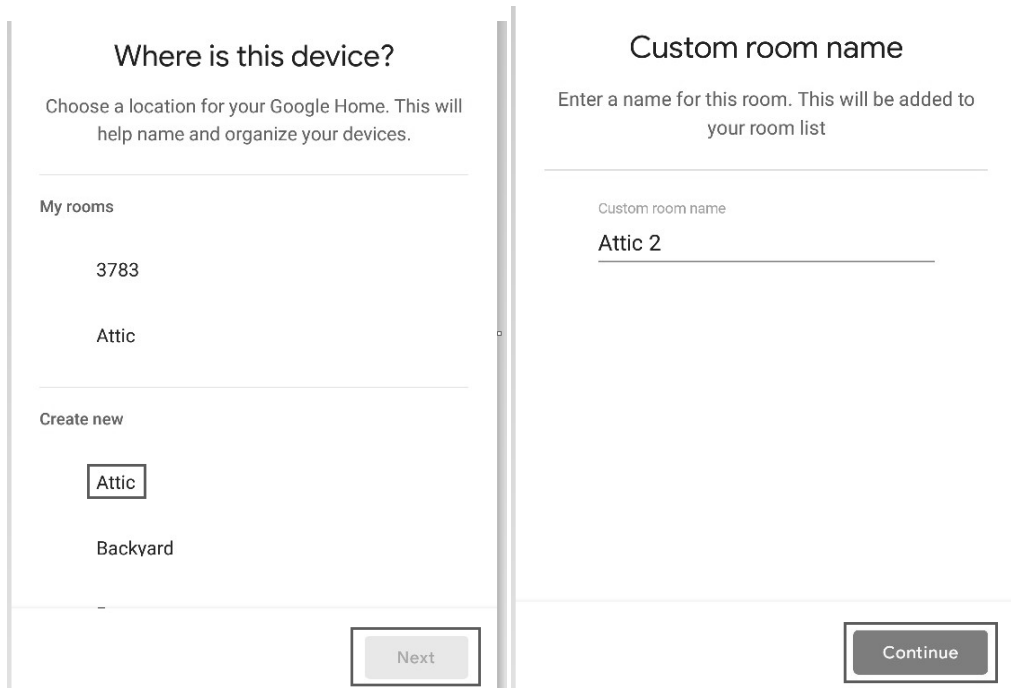 Where is this device?
Choose a location for your Google Home. This will
help name and organize your devices.
My rooms
3783
Attic
Create new
Attic
Backyard
Next
Custom room name
Enter a name for this room. This will be added to
your room list
Custom room name
Attic 2
Continue